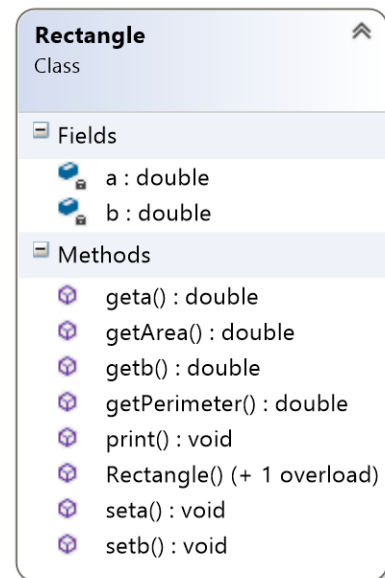 Rectangle
Class
Fields
a : double
b : double
Methods
geta() : double
getArea() : double
getb() : double
getPerimeter() : double
print() : void
Rectangle() (+ 1 overload)
seta() : void
setb() : void